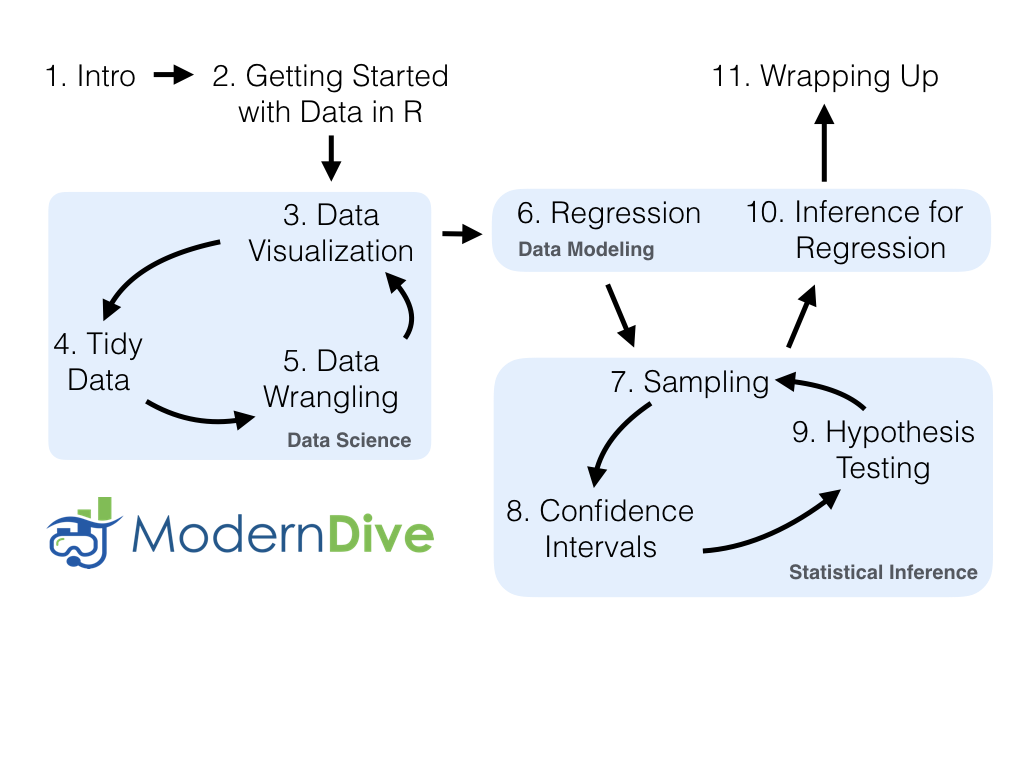 1. Intro
2. Getting Started
with Data in R
3. Data
Visualization
4. Tidy
Data
5. Data
Wrangling
Data Science
6. Regression
Data Modeling
7. Sampling
8. Confidence
Intervals
9. Hypothesis
Testing
Statistical Inference
10. Inference for
Regression
11. Wrapping Up
ModernDive